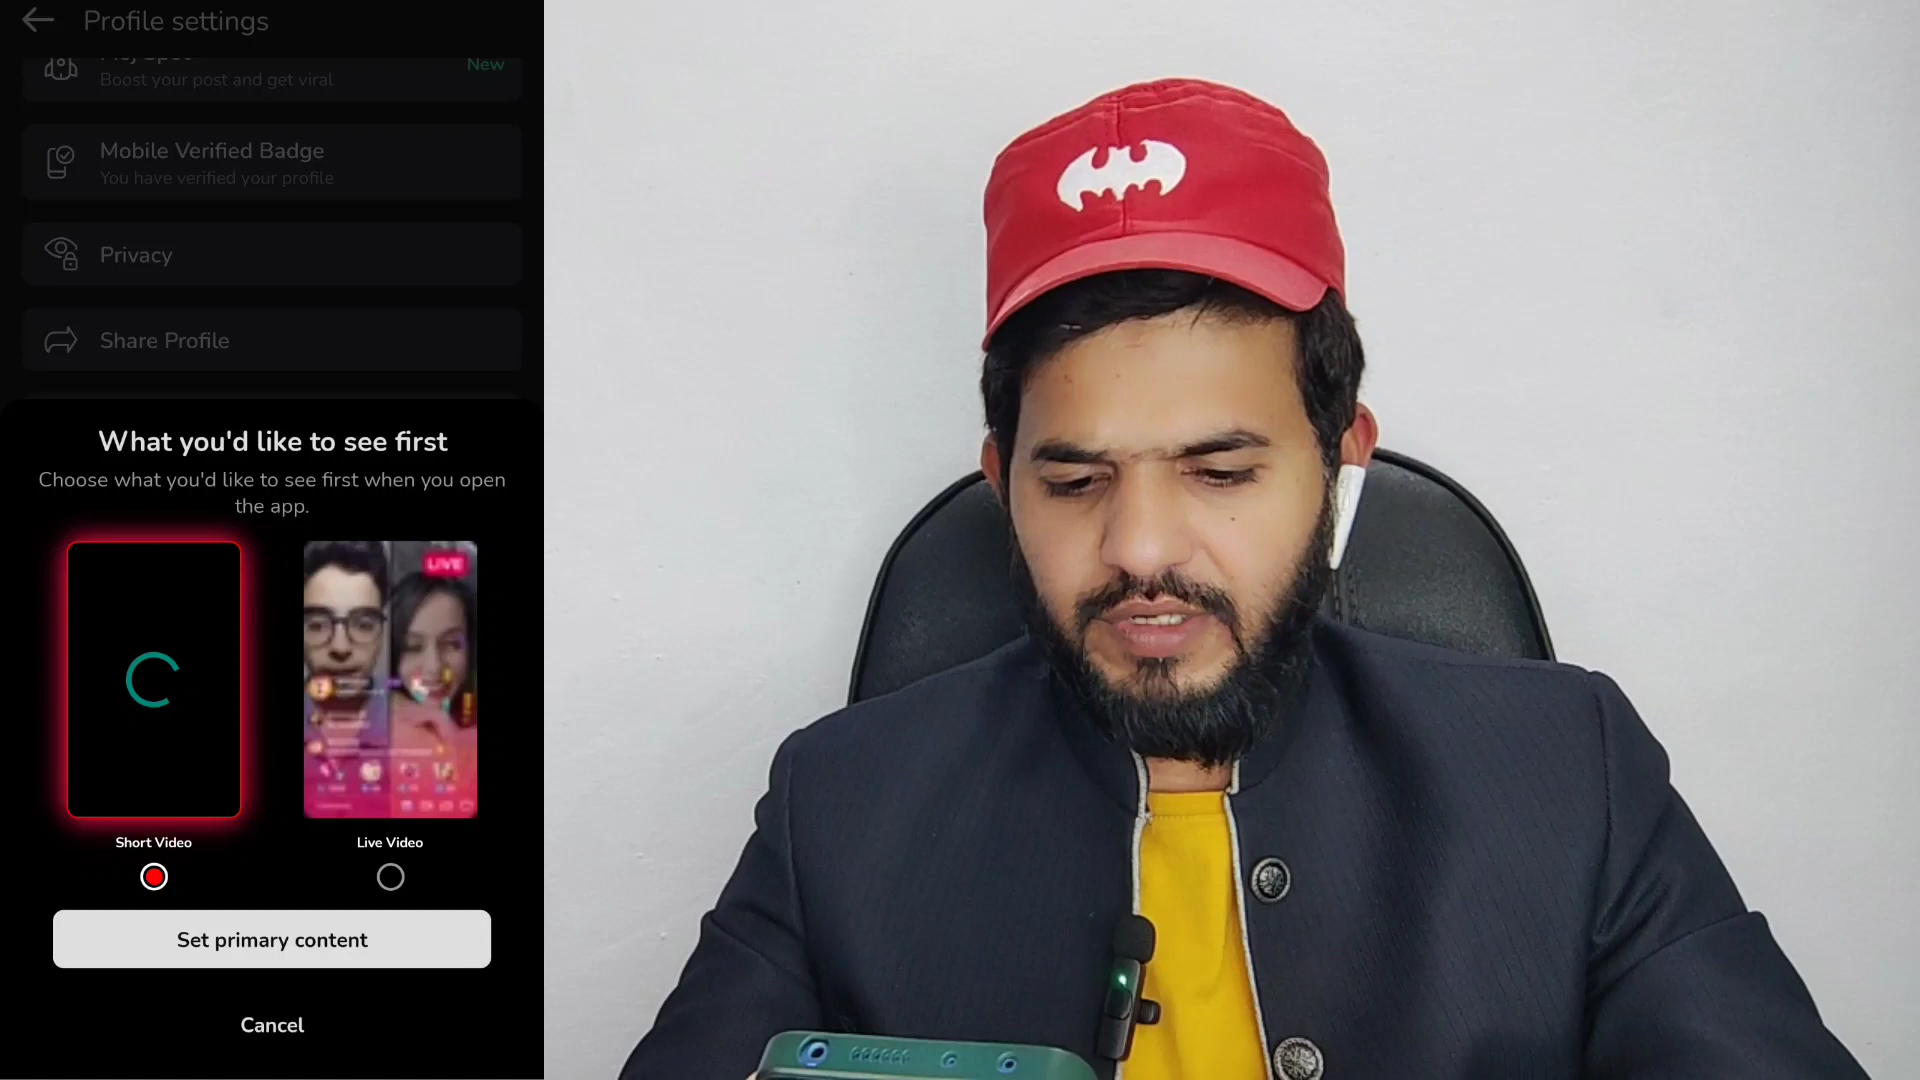 Profile settings
Moj Spot
Boost your post and get viral
New
Mobile Verified Badge
You have verified your profile
Privacy
Share Profile
What you'd like to see first
Choose what you'd like to see first when you open
the app.
LIVE
Short Video
Live Video
Set primary content
Cancel